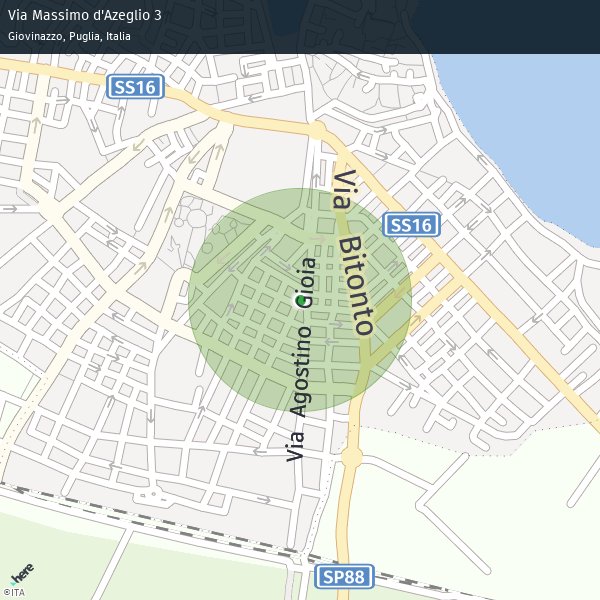 Via Massimo d'Azeglio 3
Giovinazzo, Puglia, Italia
SS16
SS16
Via Bitonto
Via Agostino Gioia
SP88
here
©ITA